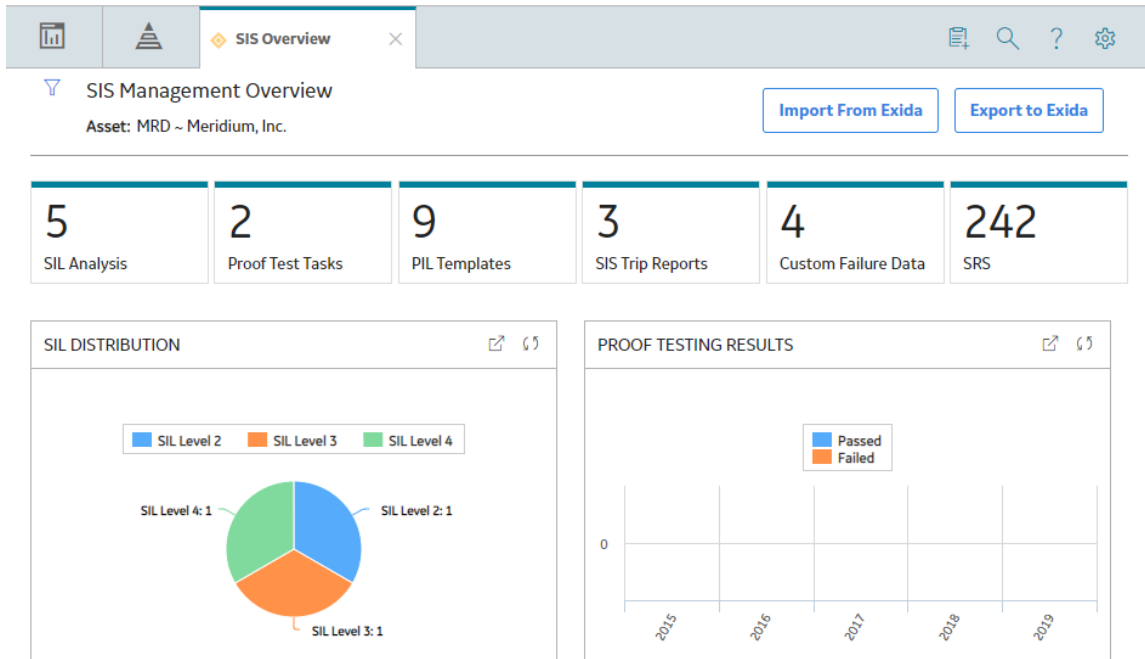 SIS Overview
?
SIS Management Overview
Asset: MRD ~ Meridium, Inc.
Import From Exida
Export to Exida
5
SIL Analysis
2
Proof Test Tasks
9
PIL Templates
3
SIS Trip Reports
4
Custom Failure Data
242
SRS
SIL DISTRIBUTION
SIL Level 2 SIL Level 3 SIL Level 4
SIL Level 4: 1
SIL Level 2: 1
SIL Level 3: 1
PROOF TESTING RESULTS
Passed
Failed
0
2015 2016 2017 2018 2019